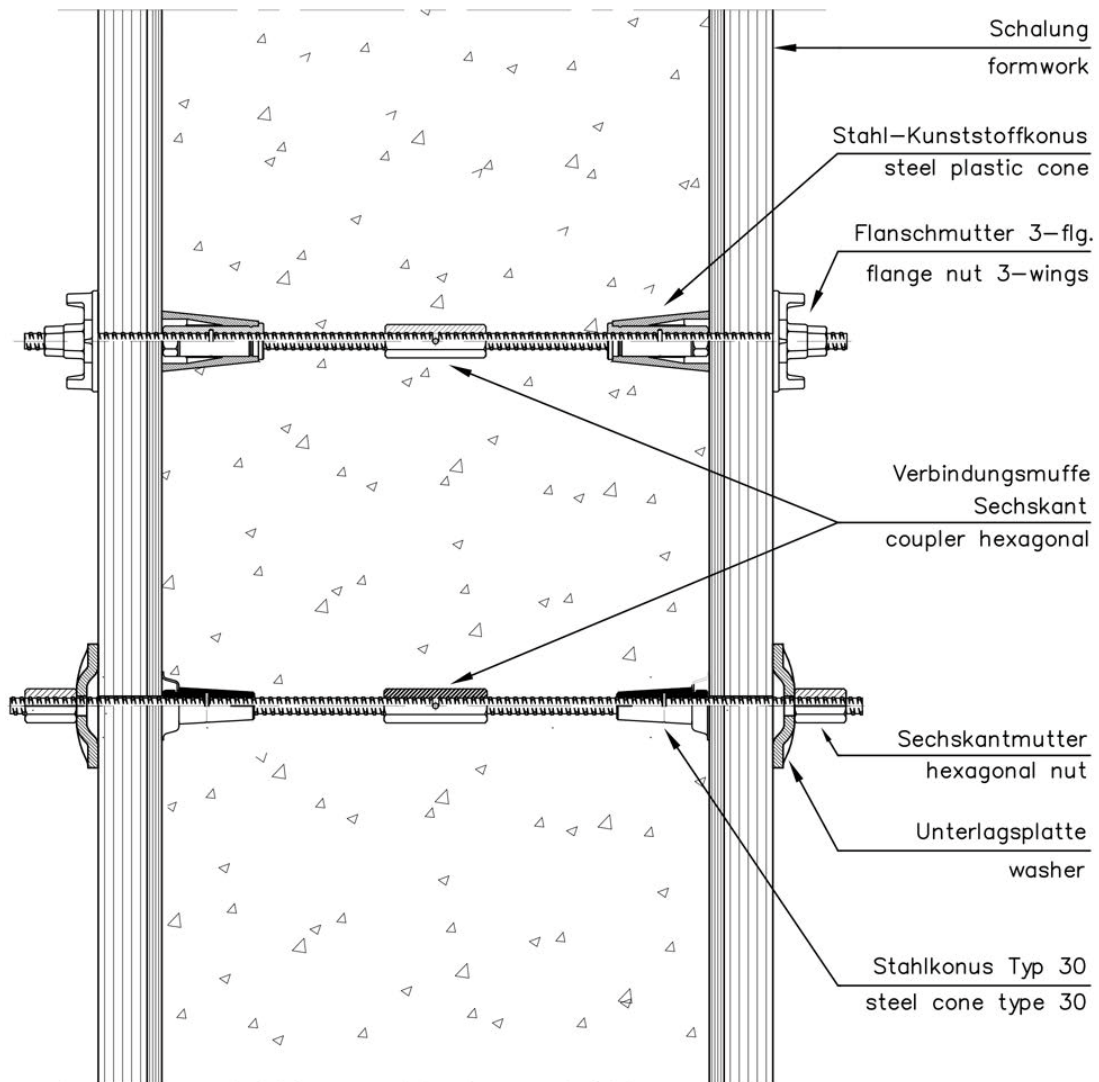 Schalung
formwork
Stahl-Kunststoffkonus
steel plastic cone
Flanschmutter 3-flg.
flange nut 3-wings
Verbindungsmuffe
Sechskant
coupler hexagonal
Sechskantmutter
hexagonal nut
Unterlagsplatte
washer
Stahlkonus Typ 30
steel cone type 30